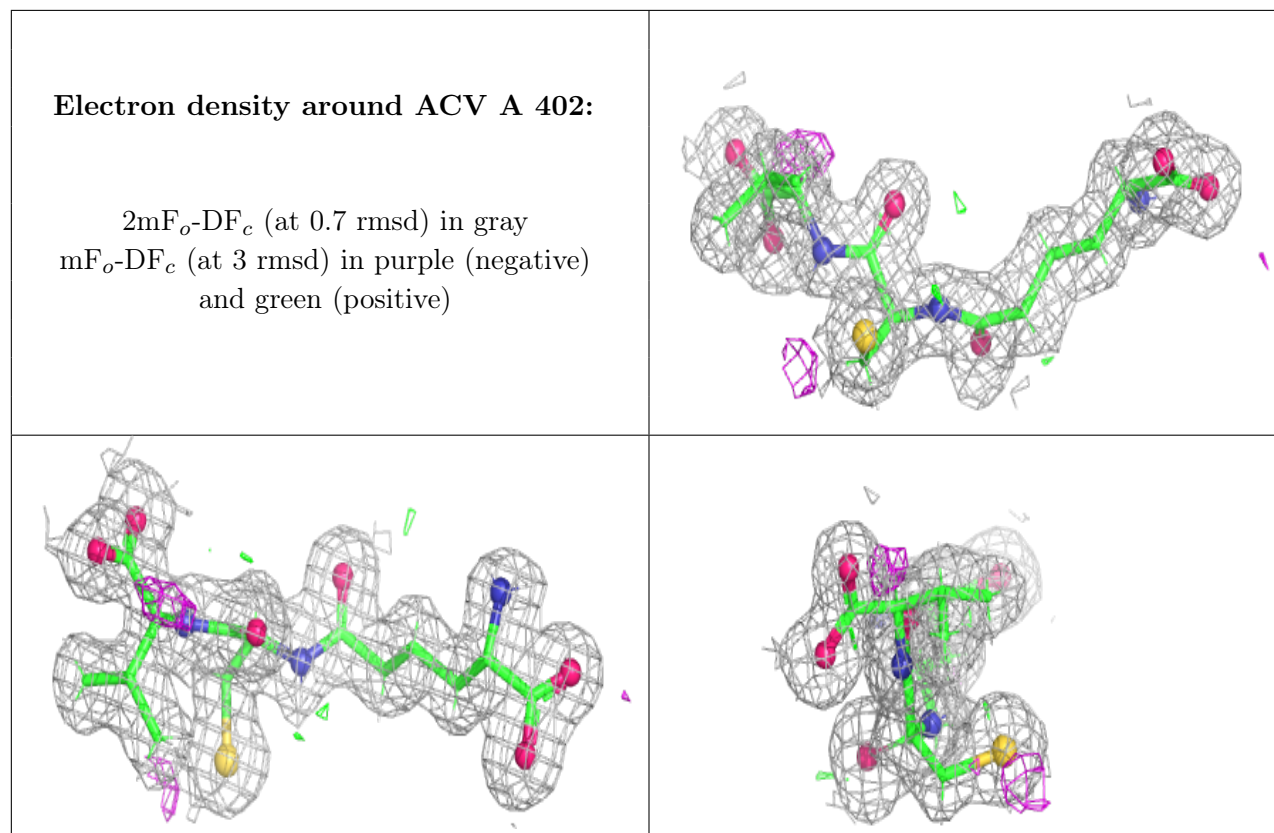 Electron density around ACV A 402:
2mFₒ-DF𝑐 (at 0.7 rmsd) in gray
mFₒ-DF𝑐 (at 3 rmsd) in purple (negative)
and green (positive)